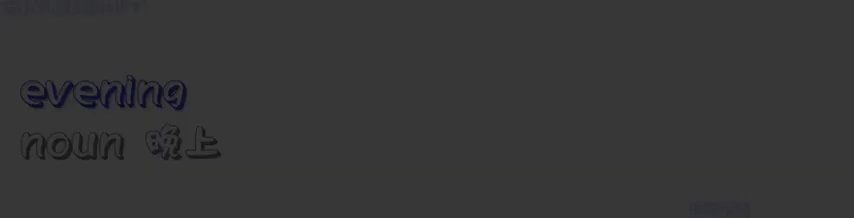 evening
noun 晚上